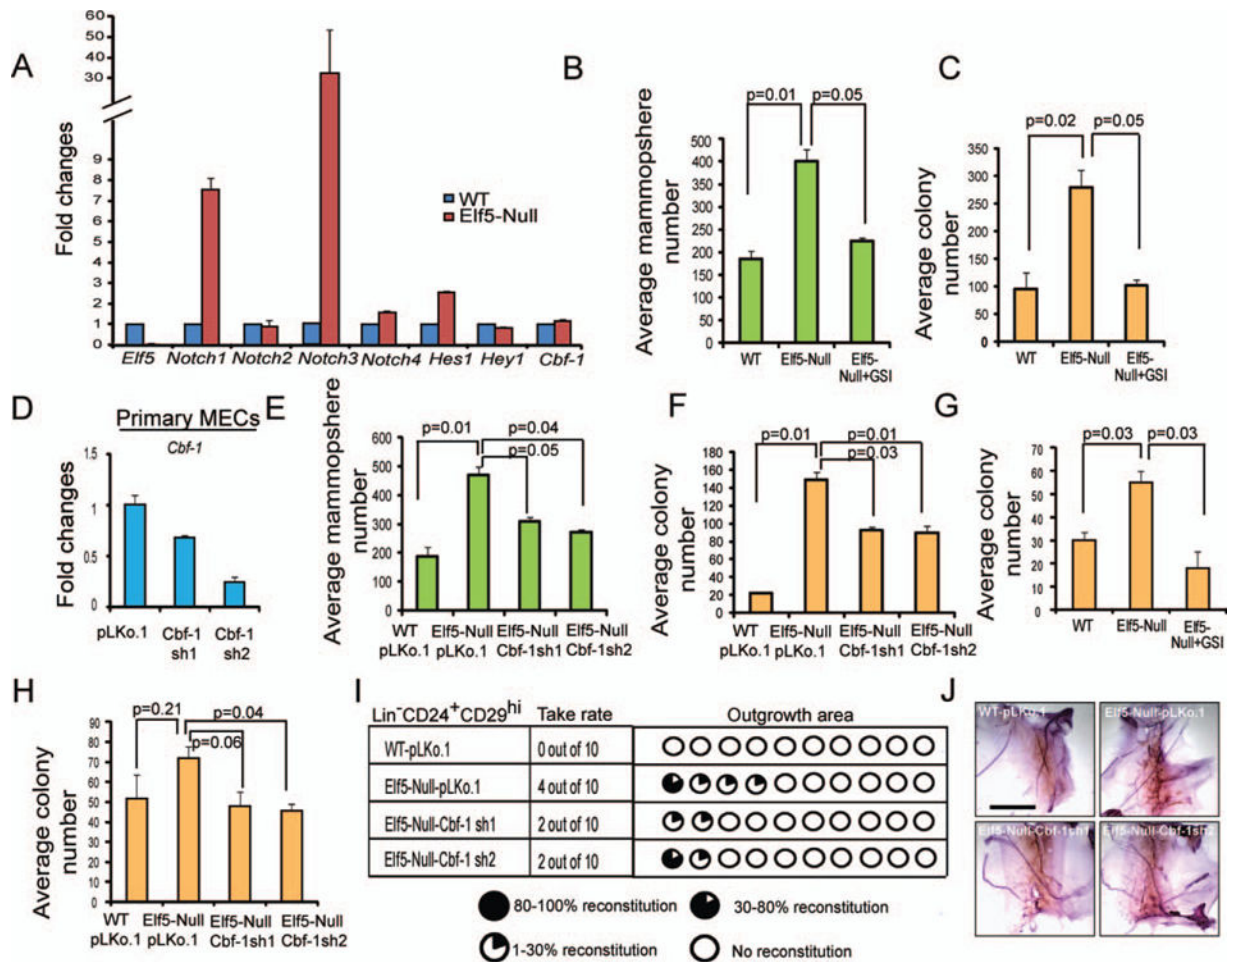 A
60
50
40
30
9
8
7
6
5
4
3
2
1
0
Fold changes
WT
Elf5-Null
Elf5 Notch1 Notch2 Notch3 Notch4 Hes1 Hey1 Cbf-1
B
p=0.01 p=0.05
Average mammopshere
number
500
450
400
350
300
250
200
150
100
50
0
WT Elf5-Null Elf5-
Null+GSI
C
p=0.02 p=0.05
Average colony
number
350
300
250
200
150
100
50
0
WT Elf5-Null Elf5-
Null+GSI
D
Primary MECs
Cbf-1
Fold changes
1.5
1
0.5
0
pLKo.1 Cbf-1 Cbf-1
sh1 sh2
E
p=0.01 p=0.04
p=0.05
Average mammopshere
number
600
500
400
300
200
100
0
WT Elf5-Null Elf5-Null Elf5-Null
pLKo.1 pLKo.1 Cbf-1sh1 Cbf-1sh2
F
p=0.01 p=0.01
p=0.03
Average colony
number
180
160
140
120
100
80
60
40
20
0
WT Elf5-Null Elf5-Null Elf5-Null
pLKo.1 pLKo.1 Cbf-1sh1 Cbf-1sh2
G
p=0.03 p=0.03
Average colony
number
70
60
50
40
30
20
10
0
WT Elf5-Null Elf5-
Null+GSI
H
p=0.21 p=0.04
p=0.06
Average colony
number
90
80
70
60
50
40
30
20
10
0
WT Elf5-Null Elf5-Null Elf5-Null
pLKo.1 pLKo.1 Cbf-1sh1 Cbf-1sh2
I
Lin-CD24+CD29hi Take rate Outgrowth area
WT-pLKo.1 0 out of 10
Elf5-Null-pLKo.1 4 out of 10
Elf5-Null-Cbf-1 sh1 2 out of 10
Elf5-Null-Cbf-1 sh2 2 out of 10
80-100% reconstitution 30-80% reconstitution
1-30% reconstitution No reconstitution
J
WT-pLKo.1 Elf5-Null-pLKo.1
Elf5-Null-Cbf-1sh1 Elf5-Null-Cbf-1sh2